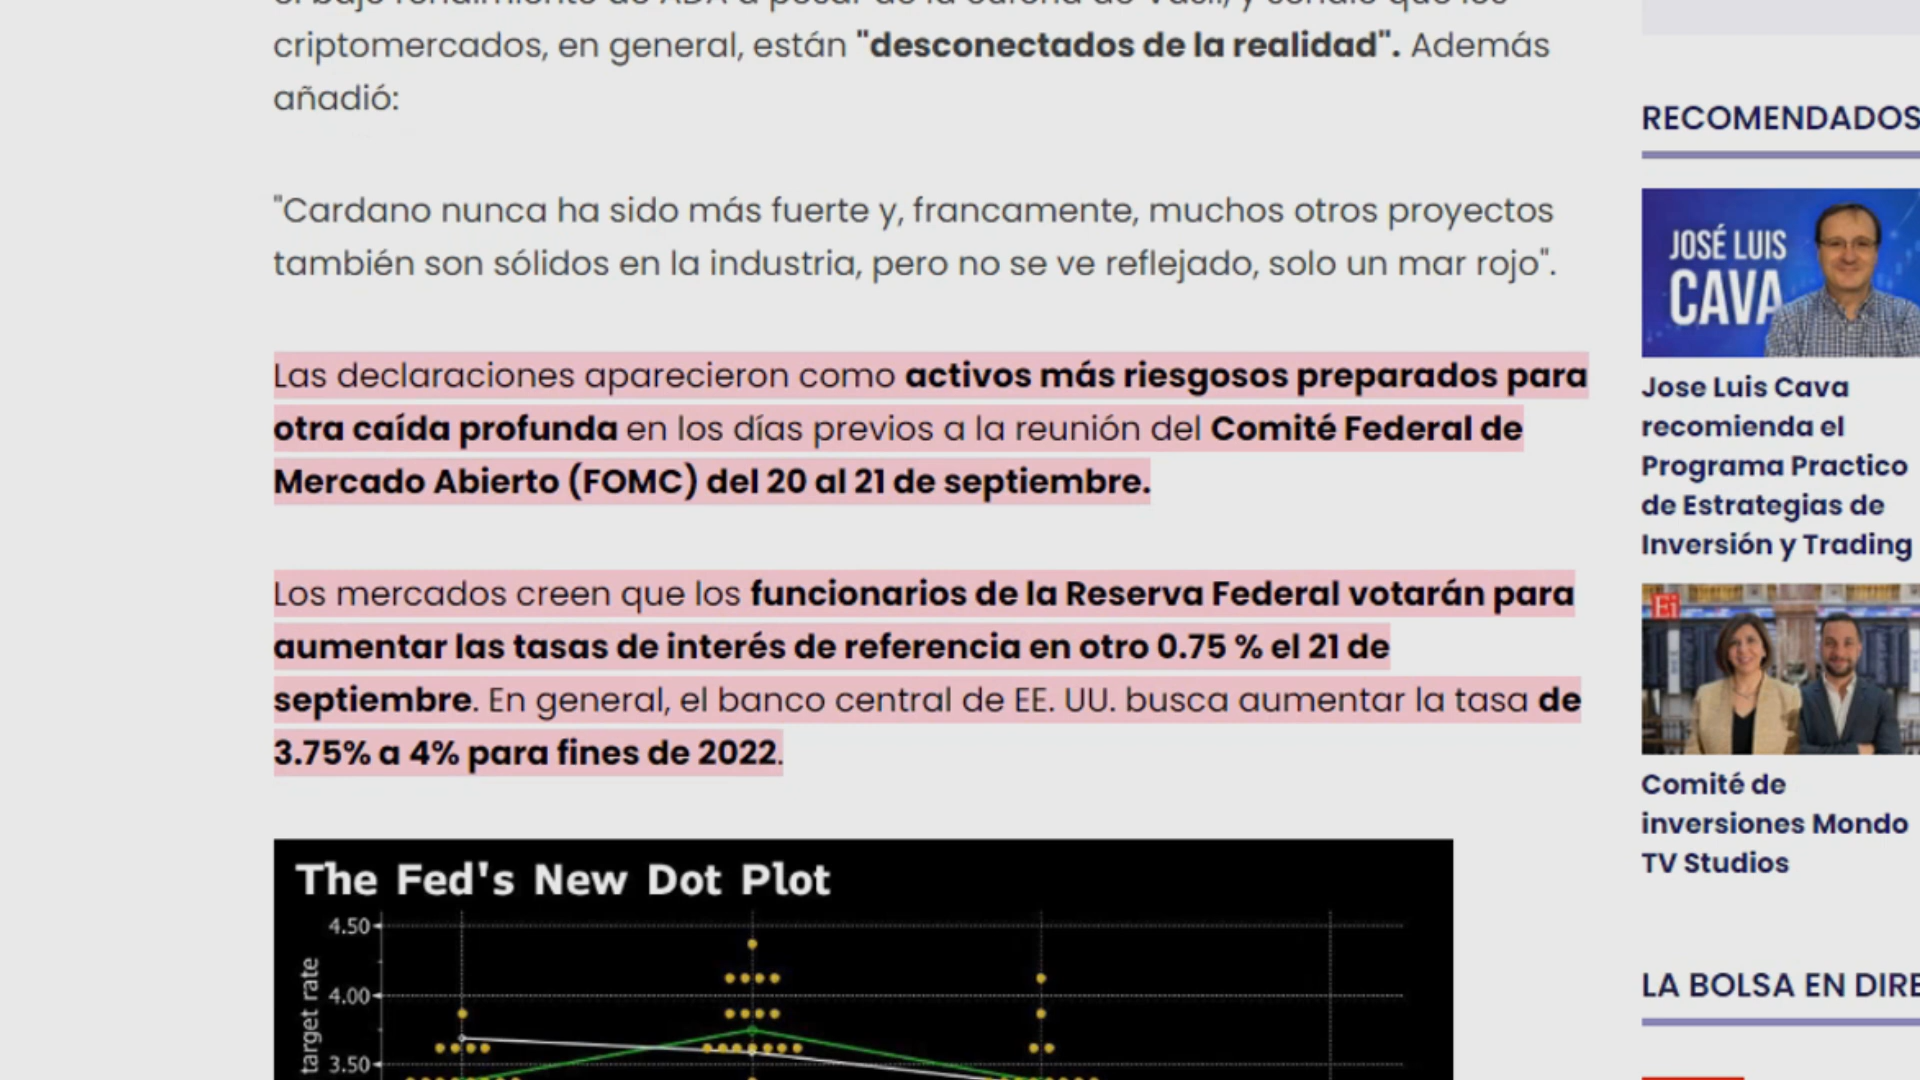 criptomercados, en general, están "desconectados de la realidad". Además
añadió:
"Cardano nunca ha sido más fuerte y, francamente, muchos otros proyectos
también son sólidos en la industria, pero no se ve reflejado, solo un mar rojo".
Las declaraciones aparecieron como activos más riesgosos preparados para
otra caída profunda en los días previos a la reunión del Comité Federal de
Mercado Abierto (FOMC) del 20 al 21 de septiembre.
Los mercados creen que los funcionarios de la Reserva Federal votarán para
aumentar las tasas de interés de referencia en otro 0.75 % el 21 de
septiembre. En general, el banco central de EE. UU. busca aumentar la tasa de
3.75% a 4% para fines de 2022.
The Fed's New Dot Plot
4.50
4.00
3.50
target rate
RECOMENDADOS
JOSÉ LUIS
CAVA
Jose Luis Cava
recomienda el
Programa Practico
de Estrategias de
Inversión y Trading
Ei
Comité de
inversiones Mondo
TV Studios
LA BOLSA EN DIRE